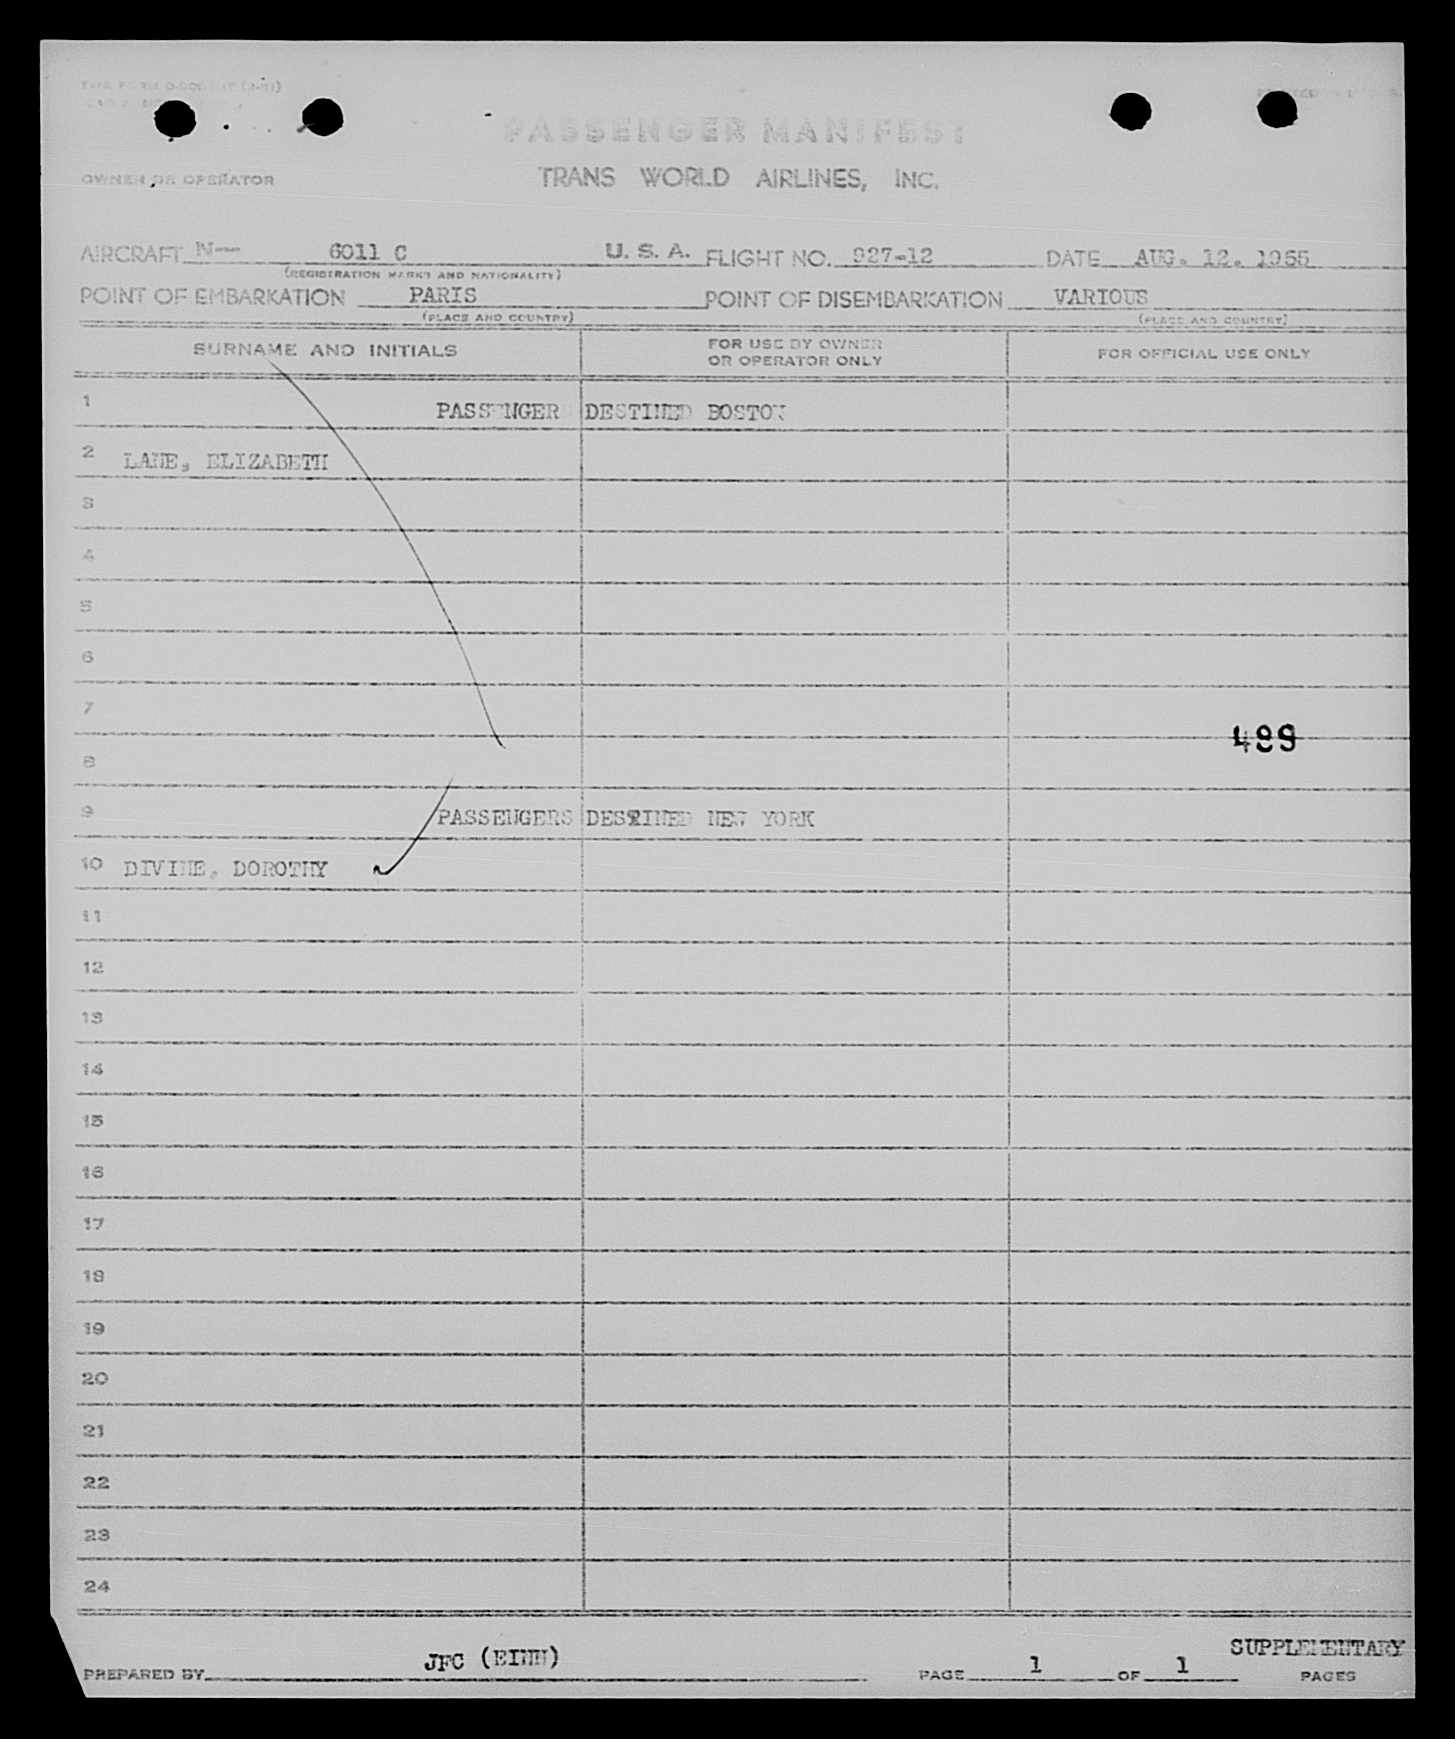 PASSENGER MANIFEST
OWNER OR OPERATOR TRANS WORLD AIRLINES, INC.
AIRCRAFT N-- 6011 C U. S. A. FLIGHT NO. 927-12 DATE AUG. 12. 1955
(REGISTRATION MARKS AND NATIONALITY)
POINT OF EMBARKATION PARIS POINT OF DISEMBARKATION VARIOUS
(PLACE AND COUNTRY) (PLACE AND COUNTRY)
SURNAME AND INITIALS FOR USE BY OWNER OR OPERATOR ONLY FOR OFFICIAL USE ONLY
1 PASSENGER DESTINED BOSTON
2 LANE, ELIZABETH
3
4
5
6
7
499
8
9 PASSENGERS DESTINED NEW YORK
10 DIVINE, DOROTHY
11
12
13
14
15
16
17
18
19
20
21
22
23
24
SUPPLEMENTARY
PREPARED BY JFC (EINN) PAGE 1 OF 1 PAGES